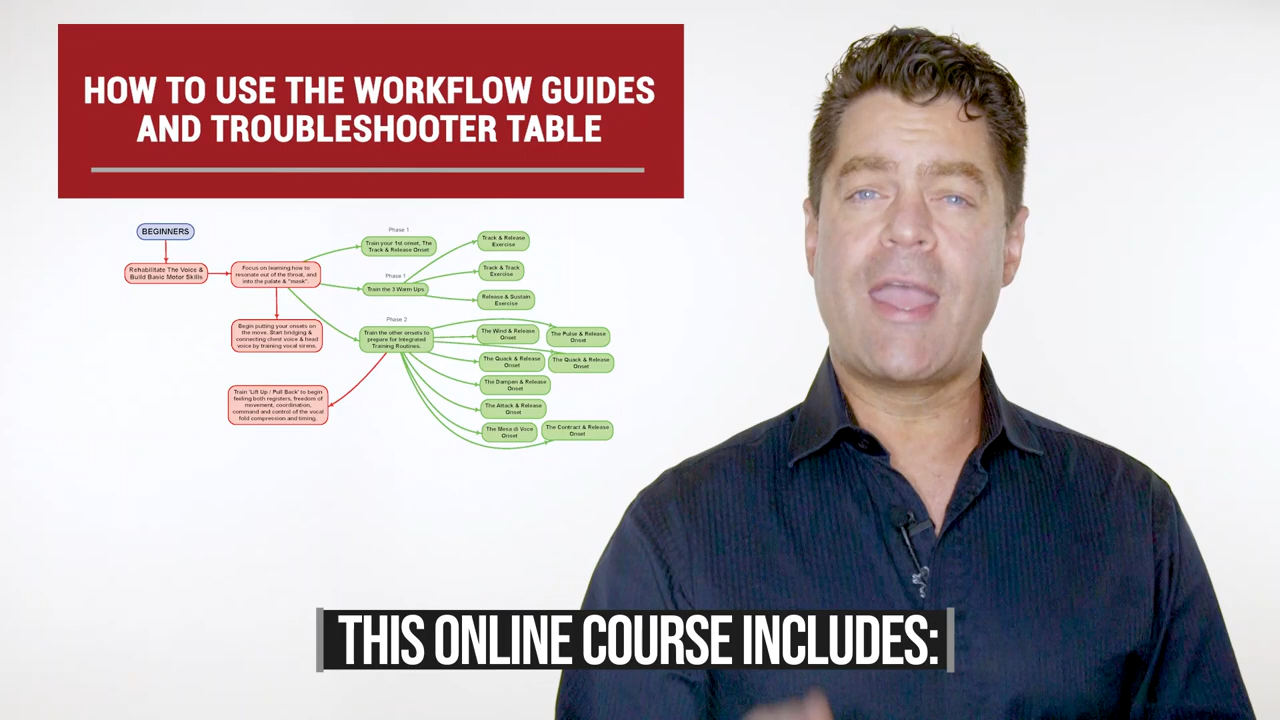 HOW TO USE THE WORKFLOW GUIDES
AND TROUBLESHOOTER TABLE
BEGINNERS
Rehabilitate The Voice &
Build Basic Motor Skills
Focus on learning how to
resonate out of the throat, and
into the palate & "mask".
Begin putting your onsets on
the move. Start bridging &
connecting chest voice & head
voice by training vocal sirens.
Train 'Lift Up / Pull Back' to begin
feeling both registers, freedom of
movement, coordination,
command and control of the vocal
fold compression and timing.
Phase 1
Train your 1st onset, The
Track & Release Onset
Phase 1
Train the 3 Warm Ups
Track & Release
Exercise
Track & Track
Exercise
Release & Sustain
Exercise
Phase 2
Train the other onsets to
prepare for Integrated
Training Routines.
The Wind & Release
Onset
The Pulse & Release
Onset
The Quack & Release
Onset
The Quack & Release
Onset
The Dampen & Release
Onset
The Attack & Release
Onset
The Messa di Voce
Onset
The Contract & Release
Onset
THIS ONLINE COURSE INCLUDES: